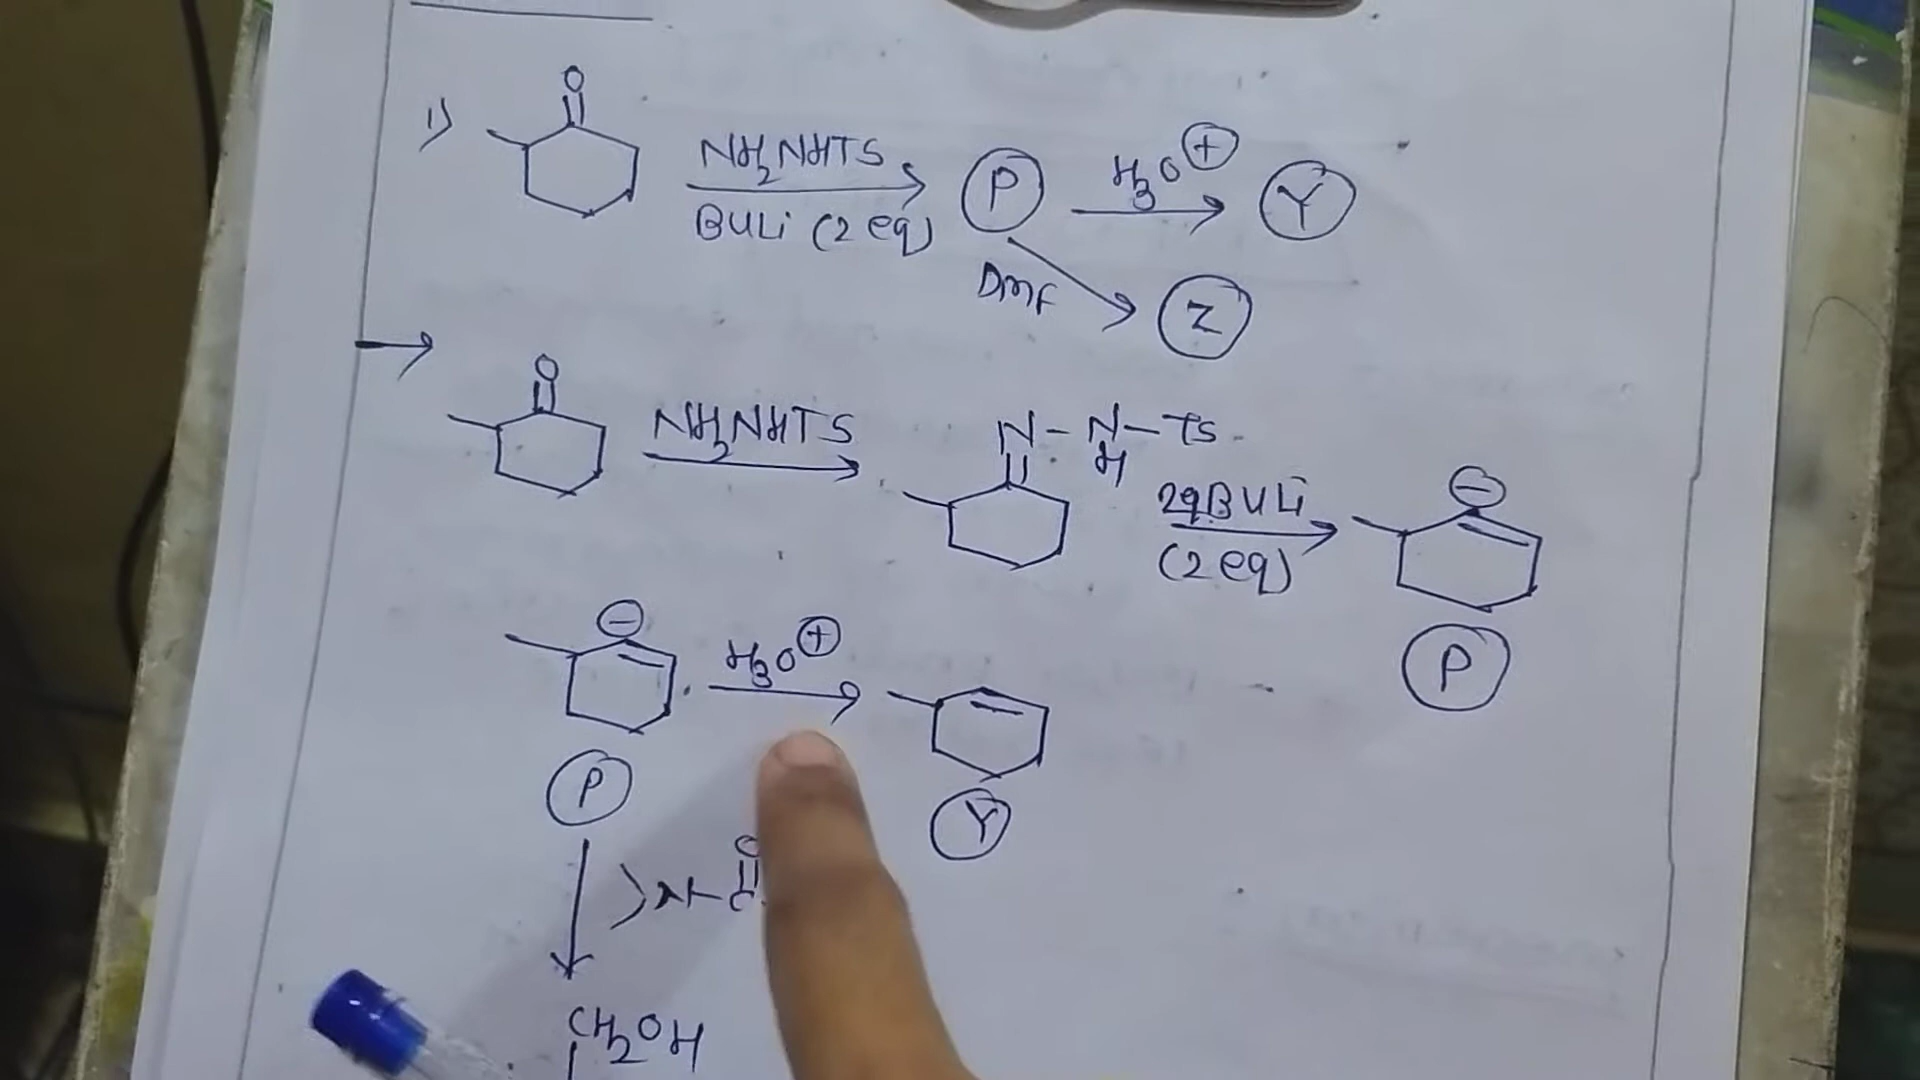 O
1) NH2NHTS P H3O⊕ Y
BULi (2 eq)
DMF Z
O
NH2NHTS N-N-TS
H
2qBULi ⊖
(2 eq)
P
⊖ H3O⊕
P Y
O
>N-C
CH2OH